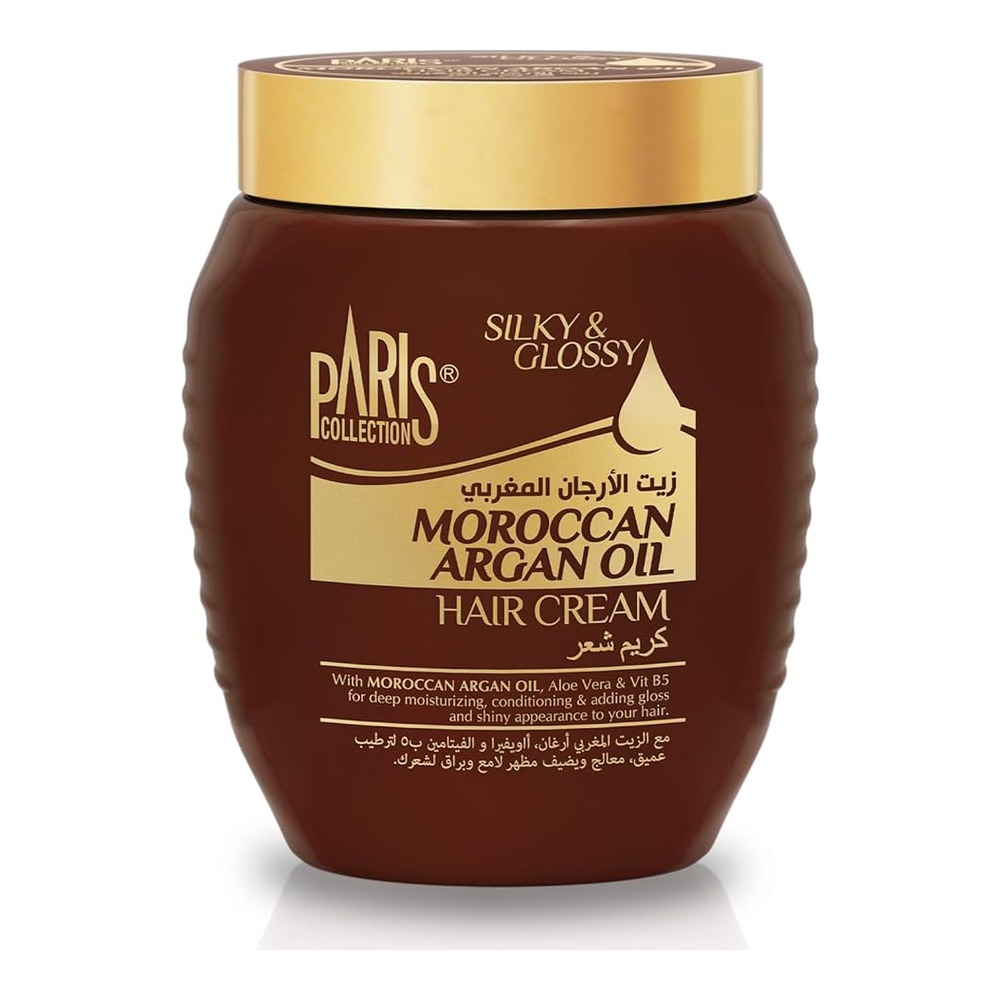 PARIS
SILKY &
GLOSSY
PARIS®
COLLECTION
زيت الأرجان المغربي
MOROCCAN
ARGAN OIL
HAIR CREAM
كريم شعر
With MOROCCAN ARGAN OIL, Aloe Vera & Vit B5
for deep moisturizing, conditioning & adding gloss
and shiny appearance to your hair.
مع الزيت المغربي أرغان، أاويفيرا و الفيتامين ب٥ لترطيب
عميق، معالج ويضيف مظهر لامع وبراق لشعرك.